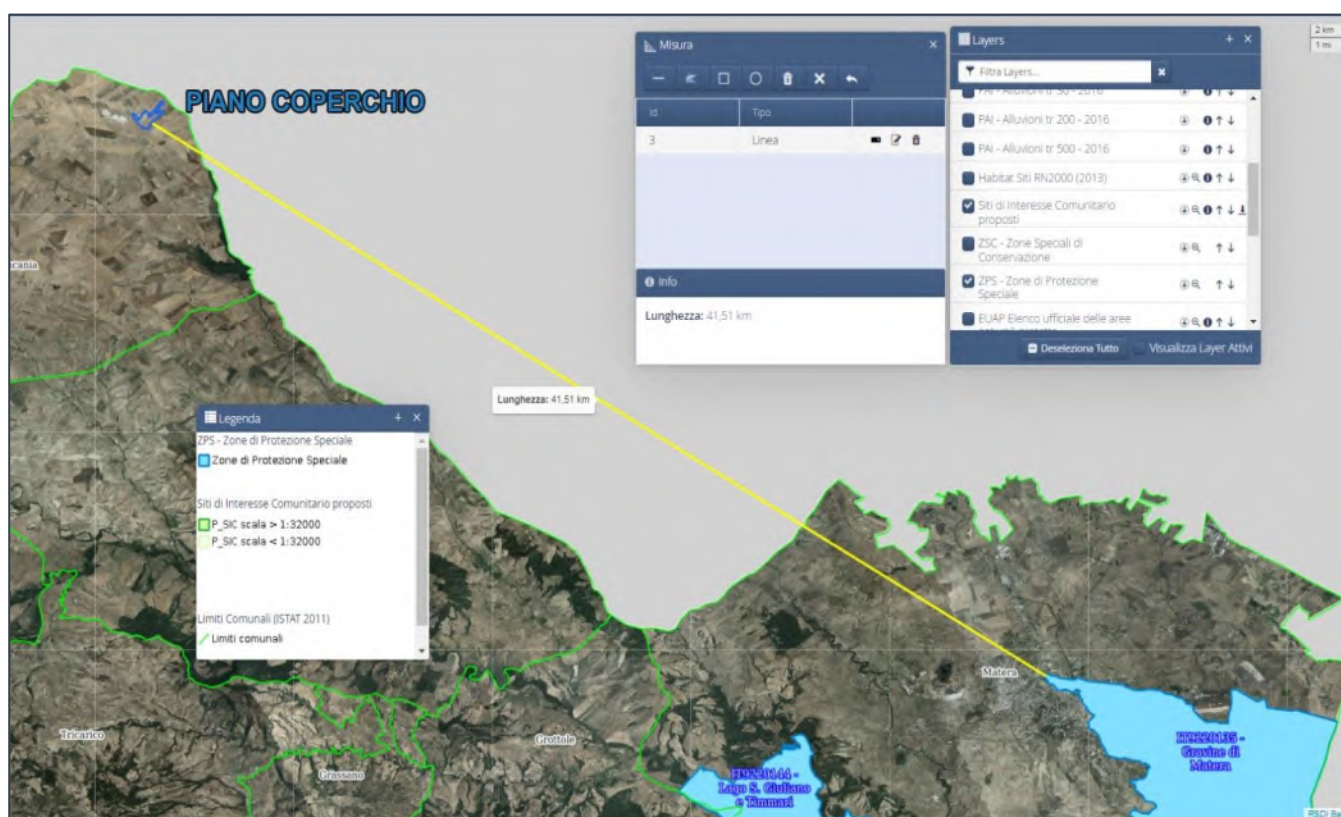 PIANO COPERCHIO
Misura
Id
Tipo
3
Linea
Info
Lunghezza: 41,51 km
Layers
Filtra Layers...
PAI - Alluvioni tr 200 - 2016
PAI - Alluvioni tr 500 - 2016
Habitat Siti RN2000 (2013)
Siti di Interesse Comunitario
proposti
ZSC - Zone Speciali di
Conservazione
ZPS - Zone di Protezione
Speciale
EUAP Elenco ufficiale delle aree
Deseleziona Tutto
Visualizza Layer Attivi
2 km
1 mi
Lunghezza: 41,51 km
Legenda
ZPS - Zone di Protezione Speciale
Zone di Protezione Speciale
Siti di Interesse Comunitario proposti
P_SIC scala > 1:32000
P_SIC scala < 1:32000
Limiti Comunali (ISTAT 2011)
Limiti comunali
Matera
Tricarico
Grottole
Grassano
IT9220144 -
Lago S. Giuliano
e Timmari
IT9220135 -
Gravine di
Matera